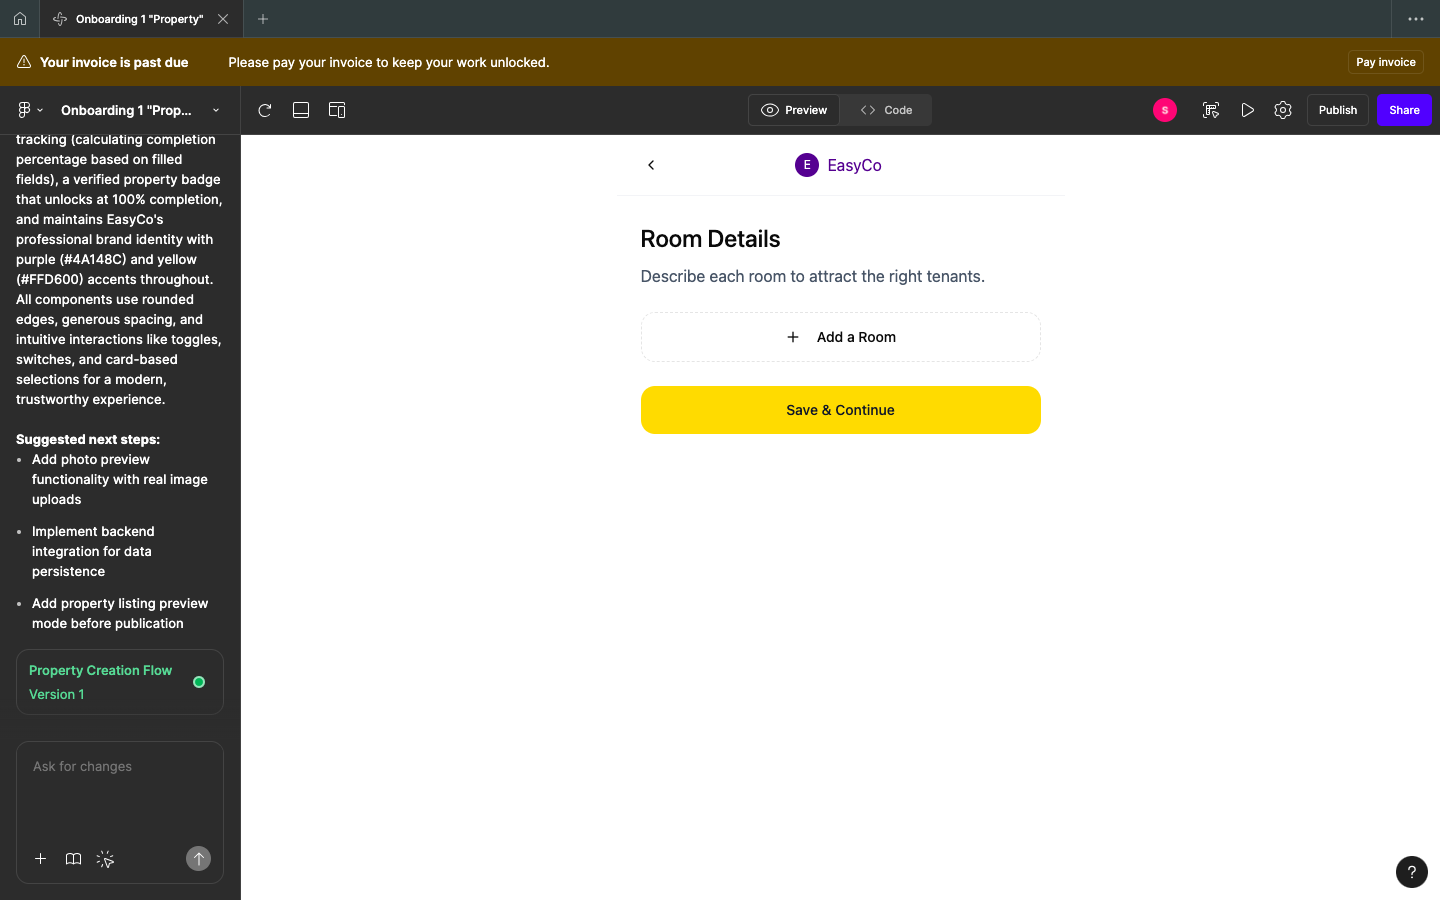 Onboarding 1 "Property"
Your invoice is past due
Please pay your invoice to keep your work unlocked.
Pay invoice
Onboarding 1 "Prop...
Preview
Code
S
Publish
Share
tracking (calculating completion
percentage based on filled
fields), a verified property badge
that unlocks at 100% completion,
and maintains EasyCo's
professional brand identity with
purple (#4A148C) and yellow
(#FFD600) accents throughout.
All components use rounded
edges, generous spacing, and
intuitive interactions like toggles,
switches, and card-based
selections for a modern,
trustworthy experience.
Suggested next steps:
• Add photo preview
functionality with real image
uploads
• Implement backend
integration for data
persistence
• Add property listing preview
mode before publication
Property Creation Flow
Version 1
Ask for changes
E EasyCo
Room Details
Describe each room to attract the right tenants.
+ Add a Room
Save & Continue
?